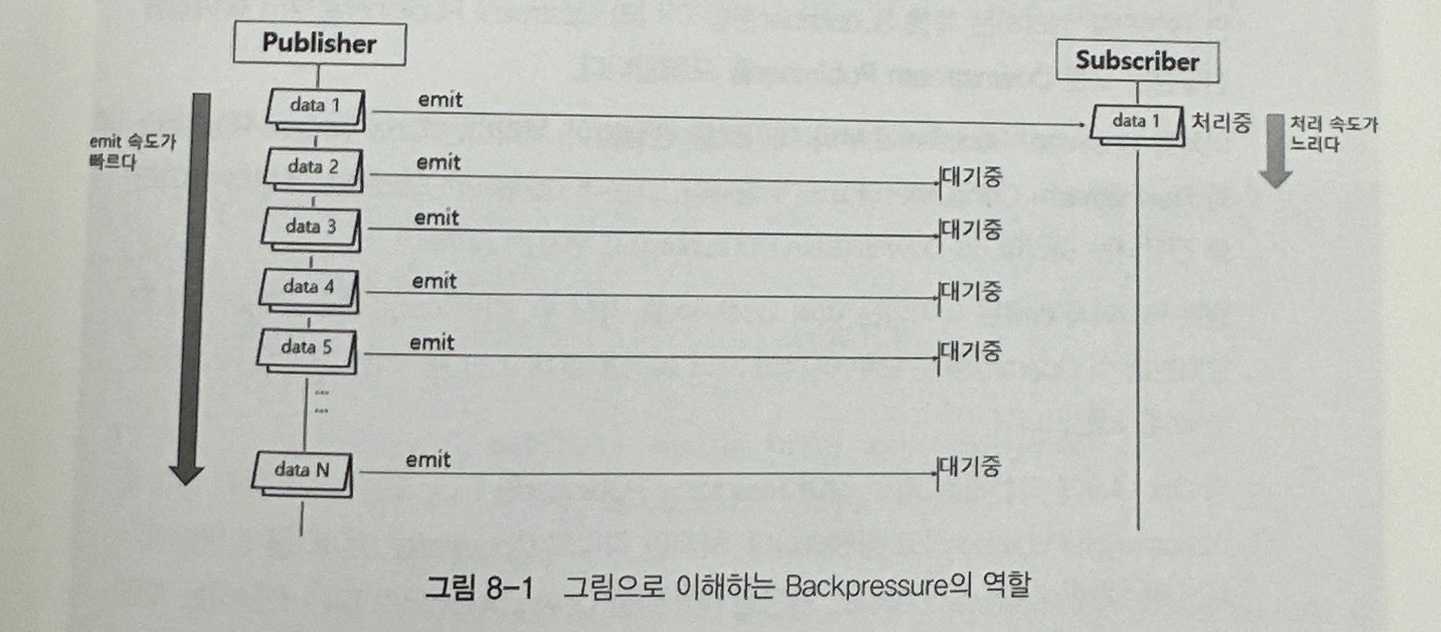 Publisher
Subscriber
data 1
emit
data 1
처리중
처리 속도가
느리다
emit 속도가
빠르다
data 2
emit
대기중
data 3
emit
대기중
data 4
emit
대기중
data 5
emit
대기중
...
...
data N
emit
대기중
그림 8-1 그림으로 이해하는 Backpressure의 역할